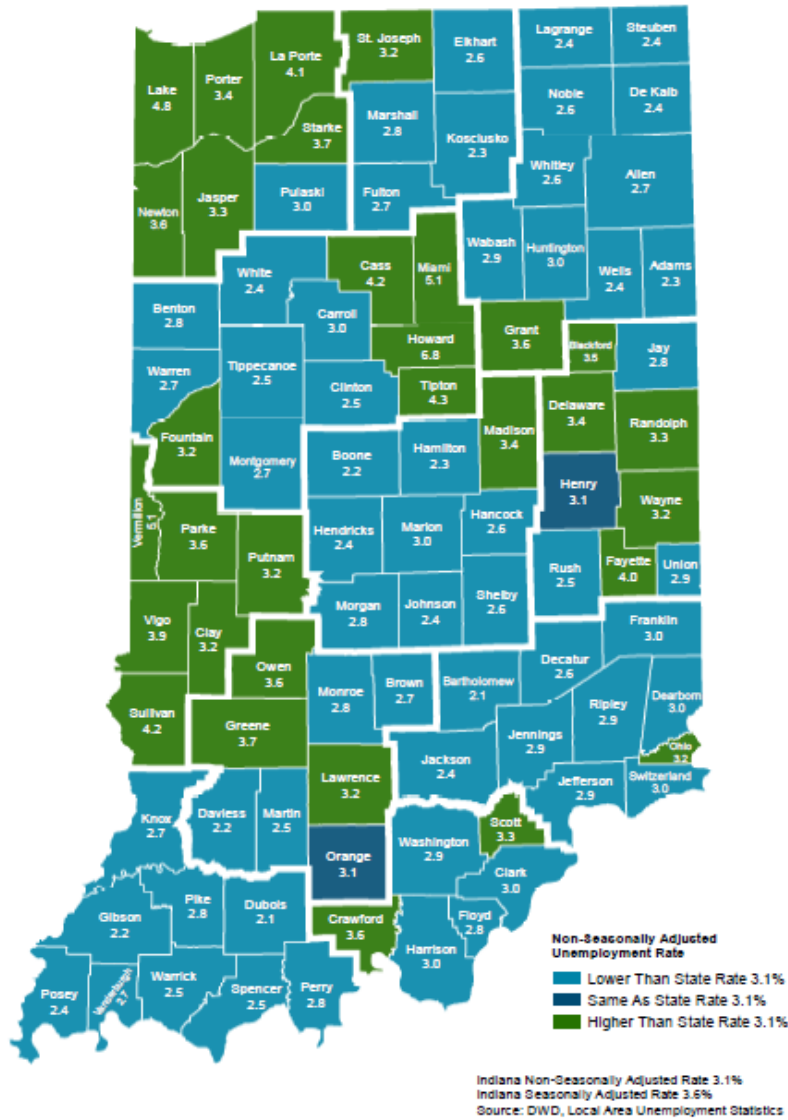 St. Joseph
3.2
Elkhart
2.6
Lagrange
2.4
Steuben
2.4
La Porte
4.1
Porter
3.4
Lake
4.8
Noble
2.6
De Kalb
2.4
Marshall
2.8
Starke
3.7
Kosciusko
2.3
Whitley
2.6
Allen
2.7
Pulaski
3.0
Fulton
2.7
Jasper
3.3
Newton
3.6
Wabash
2.9
Huntington
3.0
Wells
2.4
Adams
2.3
White
2.4
Cass
4.2
Miami
5.1
Benton
2.8
Carroll
3.0
Howard
6.8
Grant
3.6
Blackford
3.5
Jay
2.8
Warren
2.7
Tippecanoe
2.5
Clinton
2.5
Tipton
4.3
Delaware
3.4
Randolph
3.3
Fountain
3.2
Madison
3.4
Montgomery
2.7
Boone
2.2
Hamilton
2.3
Henry
3.1
Wayne
3.2
Vermillion
5.1
Parke
3.6
Putnam
3.2
Hendricks
2.4
Marion
3.0
Hancock
2.6
Rush
2.5
Fayette
4.0
Union
2.9
Morgan
2.8
Johnson
2.4
Shelby
2.6
Vigo
3.9
Clay
3.2
Franklin
3.0
Owen
3.6
Monroe
2.8
Brown
2.7
Bartholomew
2.1
Decatur
2.6
Ripley
2.9
Dearborn
3.0
Sullivan
4.2
Greene
3.7
Jennings
2.9
Ohio
3.2
Jackson
2.4
Lawrence
3.2
Jefferson
2.9
Switzerland
3.0
Knox
2.7
Daviess
2.2
Martin
2.5
Scott
3.3
Orange
3.1
Washington
2.9
Clark
3.0
Pike
2.8
Dubois
2.1
Gibson
2.2
Crawford
3.6
Floyd
2.8
Harrison
3.0
Posey
2.4
Vanderburgh
2.7
Warrick
2.5
Spencer
2.5
Perry
2.8
Non-Seasonally Adjusted
Unemployment Rate
Lower Than State Rate 3.1%
Same As State Rate 3.1%
Higher Than State Rate 3.1%
Indiana Non-Seasonally Adjusted Rate 3.1%
Indiana Seasonally Adjusted Rate 3.6%
Source: DWD, Local Area Unemployment Statistics